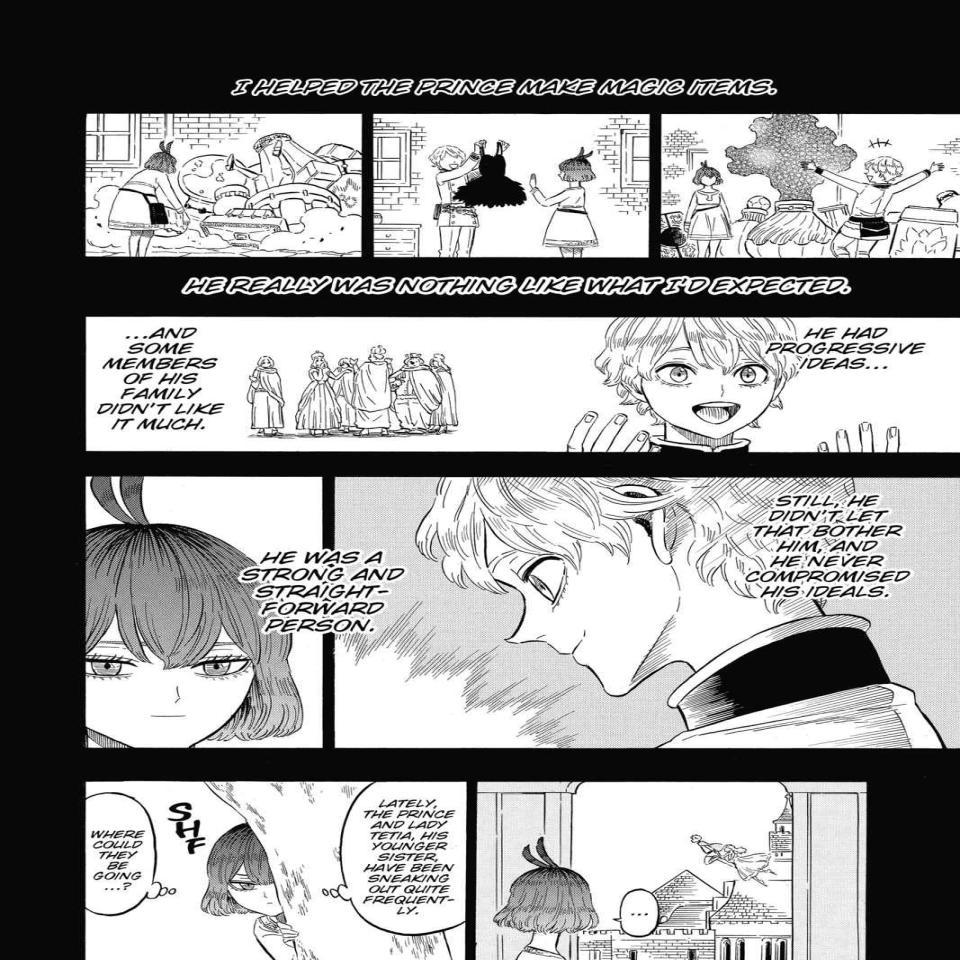 I HELPED THE PRINCE MAKE MAGIC ITEMS.
HE REALLY WAS NOTHING LIKE WHAT I'D EXPECTED.
HE HAD
PROGRESSIVE
IDEAS...
...AND
SOME
MEMBERS
OF HIS
FAMILY
DIDN'T LIKE
IT MUCH.
STILL, HE
DIDN'T LET
THAT BOTHER
HIM, AND
HE NEVER
COMPROMISED
HIS IDEALS.
HE WAS A
STRONG AND
STRAIGHT-
FORWARD
PERSON.
...
LATELY,
THE PRINCE
AND LADY
TETIA, HIS
YOUNGER
SISTER,
HAVE BEEN
SNEAKING
OUT QUITE
FREQUENT-
LY.
SHF
WHERE
COULD
THEY
BE
GOING
...?